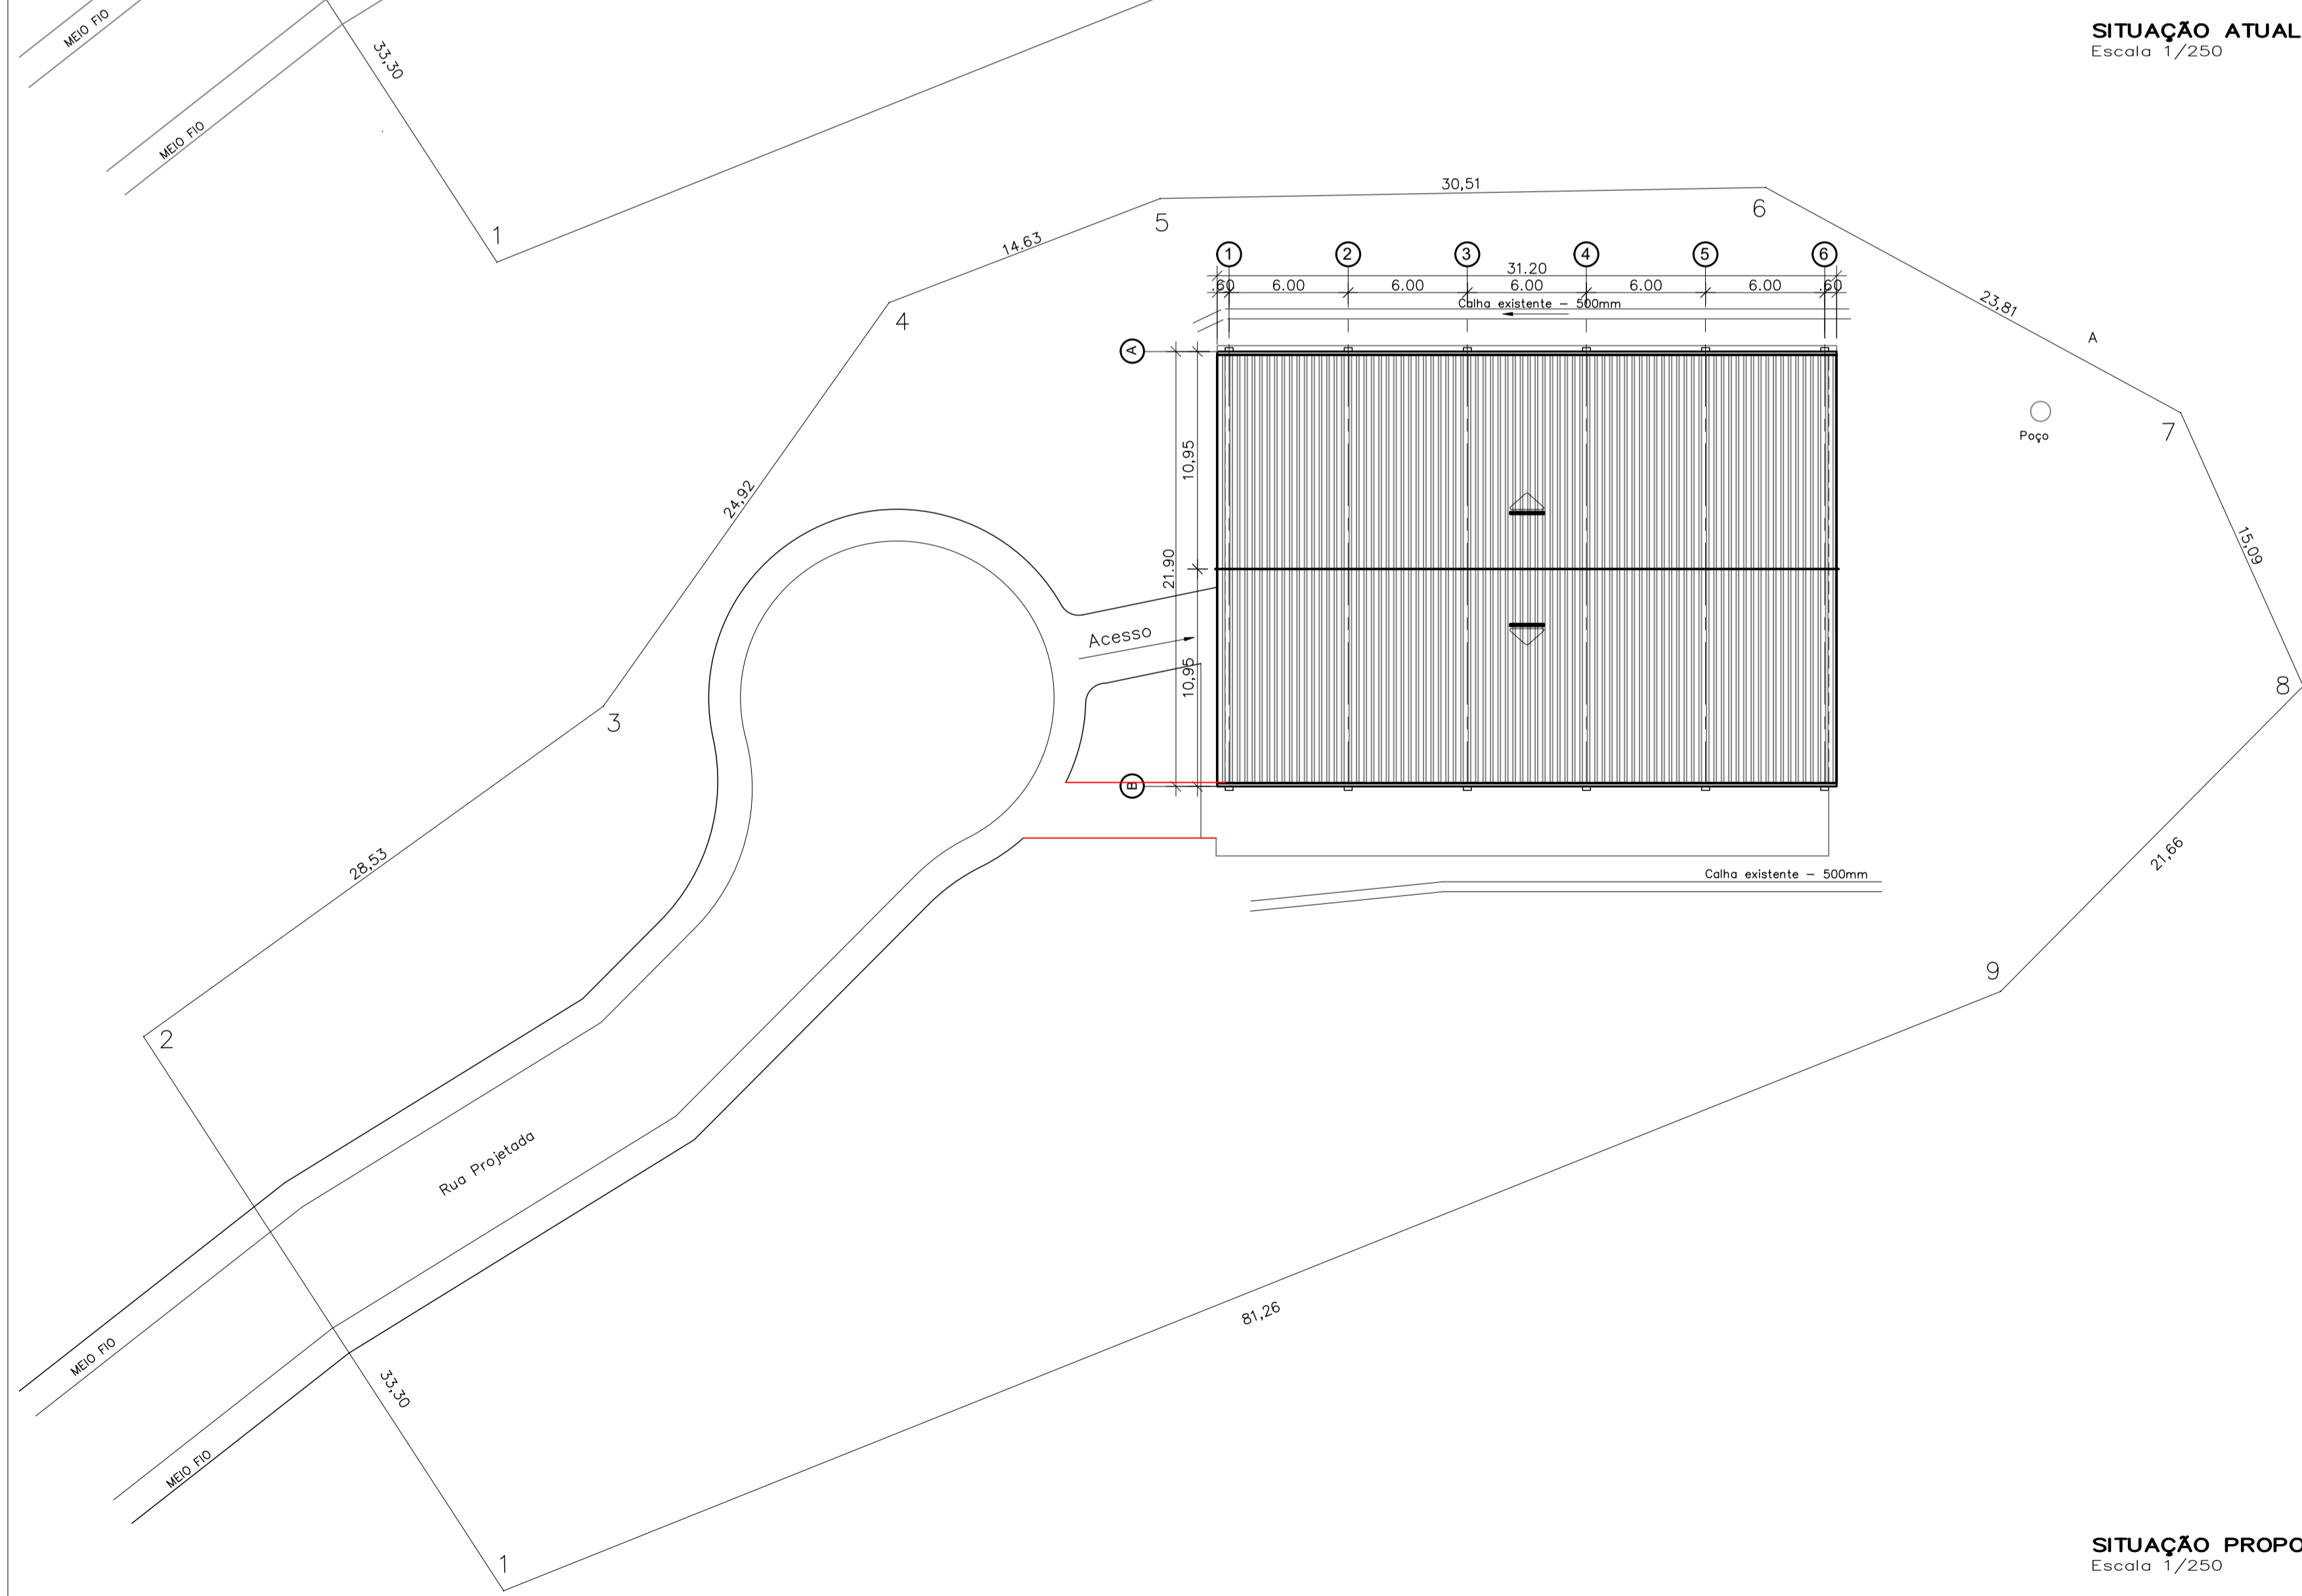 MEIO FIO
33,30
MEIO FIO
1
SITUAÇÃO ATUAL
Escala 1/250
30,51
5
6
14.63
4
1
2
3
4
5
6
31.20
.60
6.00
6.00
6.00
6.00
6.00
.60
Calha existente - 500mm
23,81
A
A
Poço
7
10,95
24,92
21.90
15,09
Acesso
10,95
8
3
B
28,53
21,66
Calha existente - 500mm
9
2
Rua Projetada
81,26
MEIO FIO
33,30
MEIO FIO
1
SITUAÇÃO PROPO
Escala 1/250